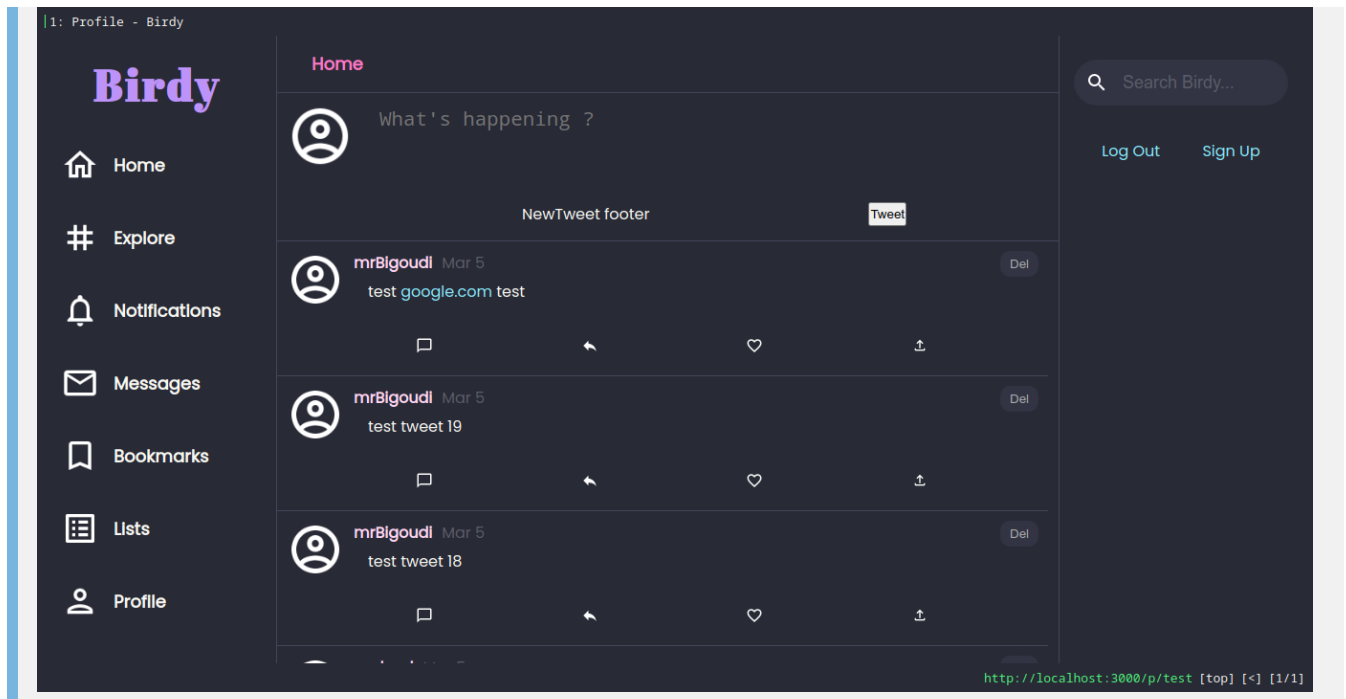 1: Profile - Birdy
Birdy
Home
Explore
Notifications
Messages
Bookmarks
Lists
Profile
Home
What's happening ?
NewTweet footer
Tweet
mrBigoudi Mar 5
Del
test google.com test
mrBigoudi Mar 5
Del
test tweet 19
mrBigoudi Mar 5
Del
test tweet 18
Search Birdy...
Log Out Sign Up
http://localhost:3000/p/test [top] [<] [1/1]